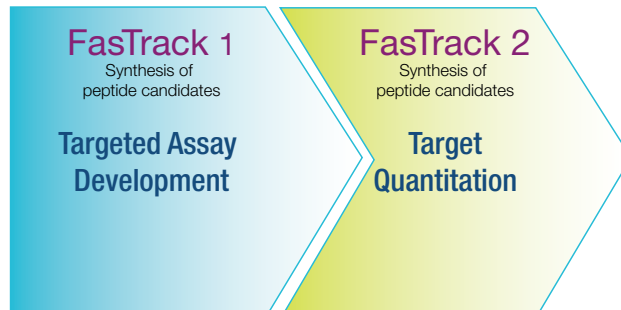 FasTrack 1
Synthesis of
peptide candidates
Targeted Assay
Development
FasTrack 2
Synthesis of
peptide candidates
Target
Quantitation